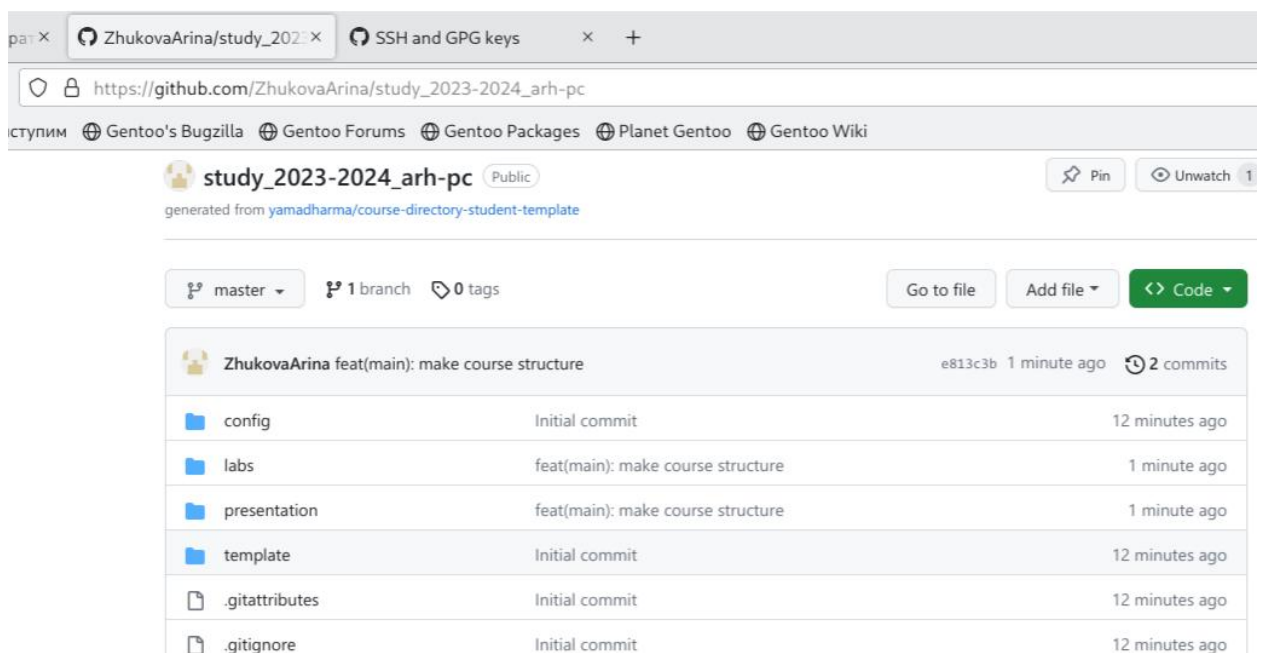 рат ZhukovaArina/study_2023 SSH and GPG keys
https://github.com/ZhukovaArina/study_2023-2024_arh-pc
ступим Gentoo's Bugzilla Gentoo Forums Gentoo Packages Planet Gentoo Gentoo Wiki
study_2023-2024_arh-pc Public Pin Unwatch 1
generated from yamadharma/course-directory-student-template
master 1 branch 0 tags Go to file Add file <> Code
ZhukovaArina feat(main): make course structure e813c3b 1 minute ago 2 commits
config Initial commit 12 minutes ago
labs feat(main): make course structure 1 minute ago
presentation feat(main): make course structure 1 minute ago
template Initial commit 12 minutes ago
.gitattributes Initial commit 12 minutes ago
.gitignore Initial commit 12 minutes ago